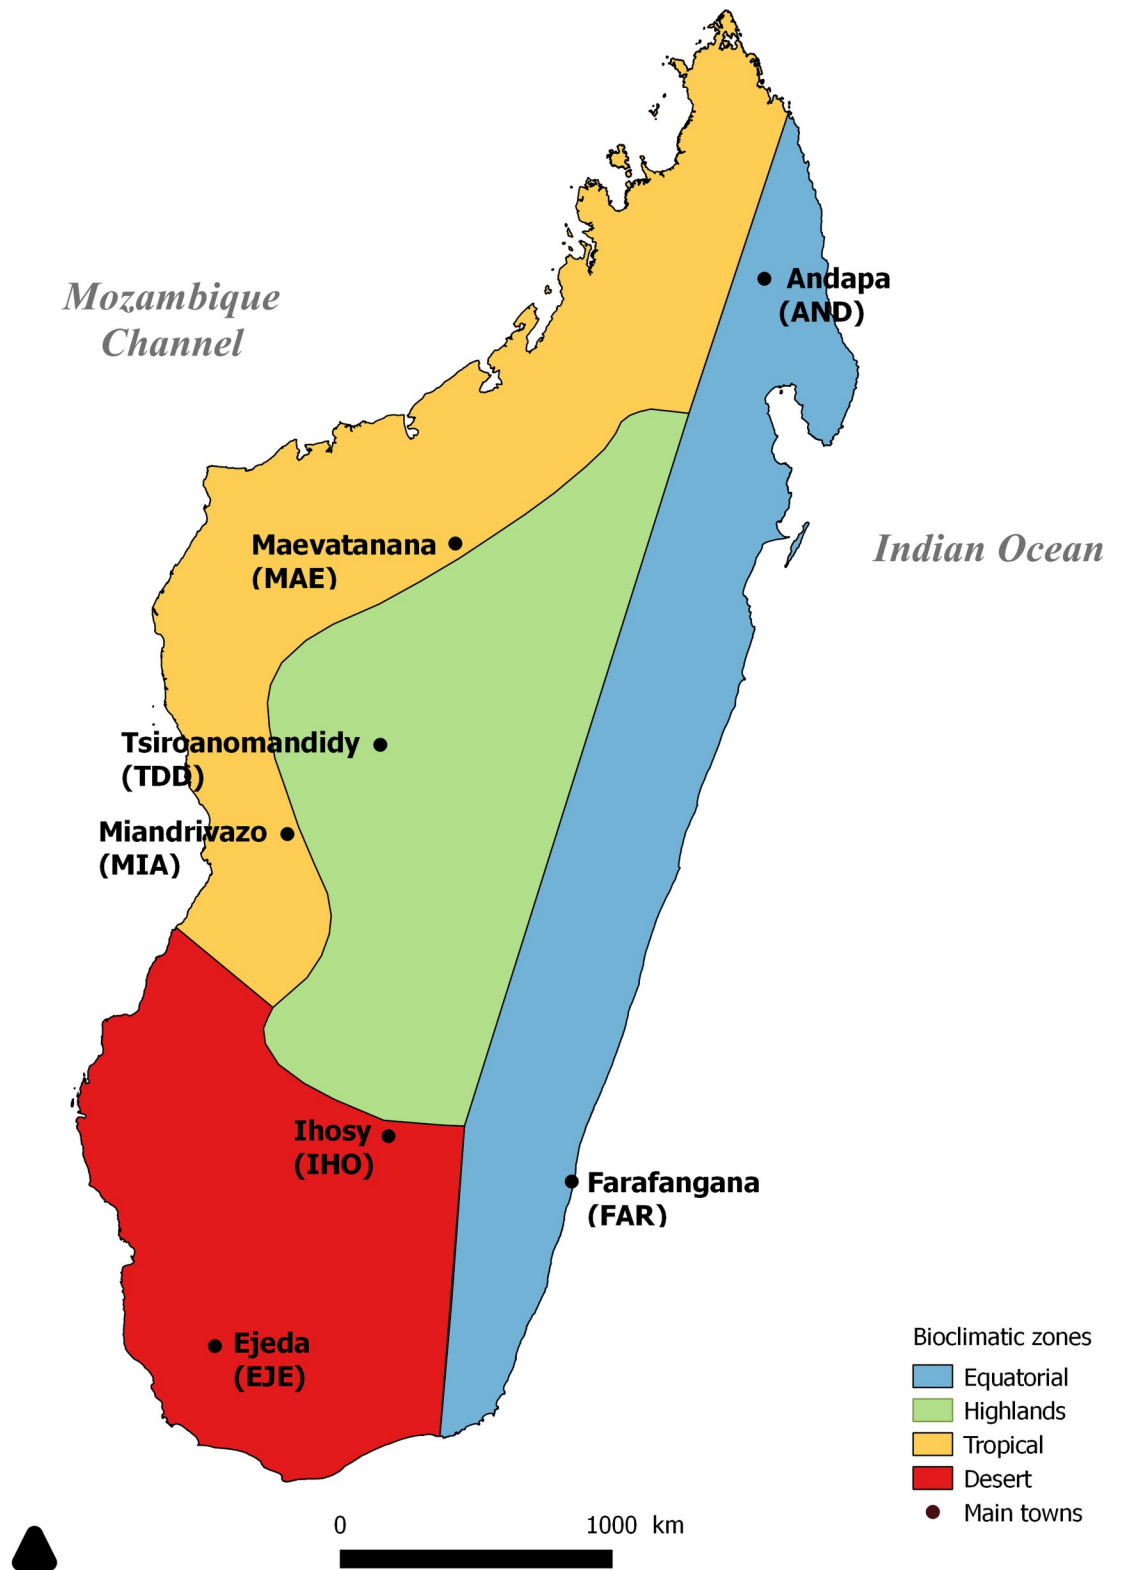 Mozambique
Channel
Andapa
(AND)
Indian Ocean
Maevatanana
(MAE)
Tsiroanomandidy
(TDD)
Miandrivazo
(MIA)
Ihosy
(IHO)
Farafangana
(FAR)
Ejeda
(EJE)
Bioclimatic zones
Equatorial
Highlands
Tropical
Desert
Main towns
0 1000 km